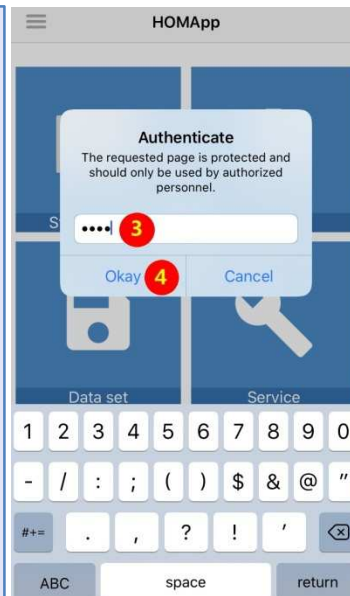 HOMApp
Authenticate
The requested page is protected and
should only be used by authorized
personnel.
•••• 3
Okay 4 Cancel
Data set Service
1 2 3 4 5 6 7 8 9 0
- / : ; ( ) $ & @ "
#+= . , ? ! '
ABC space return